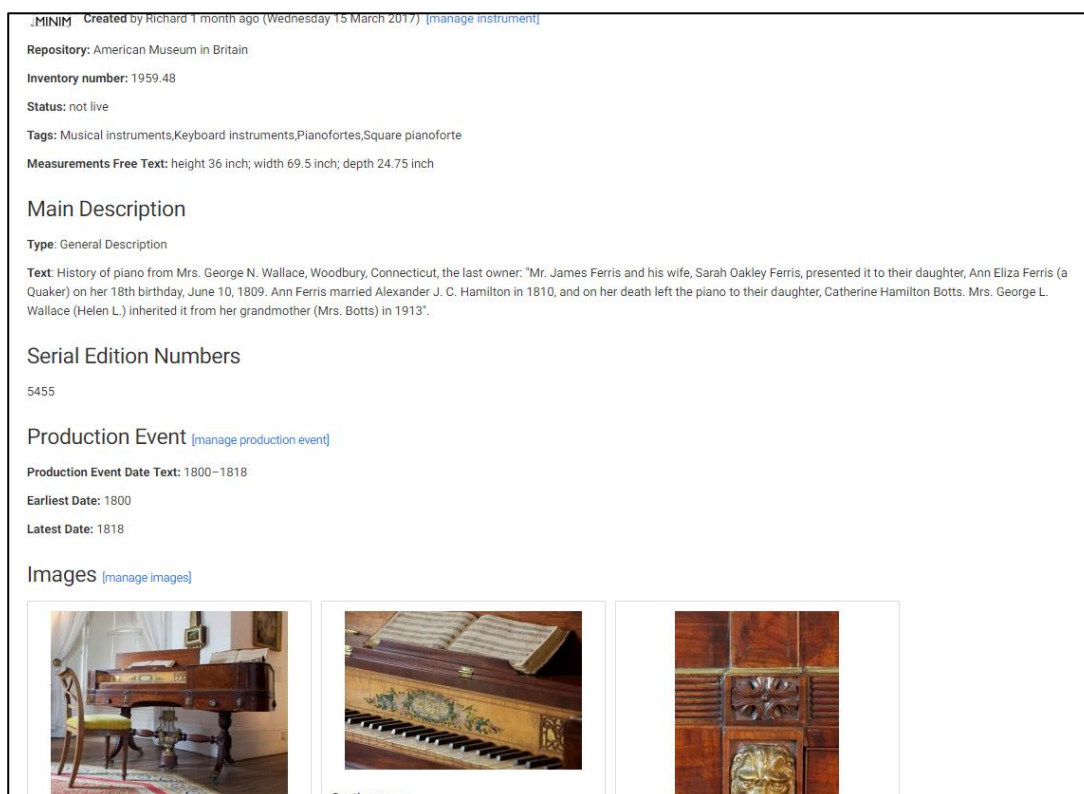 MINIM Created by Richard 1 month ago (Wednesday 15 March 2017) [manage instrument]
Repository: American Museum in Britain
Inventory number: 1959.48
Status: not live
Tags: Musical instruments,Keyboard instruments,Pianofortes,Square pianoforte
Measurements Free Text: height 36 inch; width 69.5 inch; depth 24.75 inch
Main Description
Type: General Description
Text: History of piano from Mrs. George N. Wallace, Woodbury, Connecticut, the last owner: "Mr. James Ferris and his wife, Sarah Oakley Ferris, presented it to their daughter, Ann Eliza Ferris (a
Quaker) on her 18th birthday, June 10, 1809. Ann Ferris married Alexander J. C. Hamilton in 1810, and on her death left the piano to their daughter, Catherine Hamilton Botts. Mrs. George L.
Wallace (Helen L.) inherited it from her grandmother (Mrs. Botts) in 1913".
Serial Edition Numbers
5455
Production Event [manage production event]
Production Event Date Text: 1800–1818
Earliest Date: 1800
Latest Date: 1818
Images [manage images]